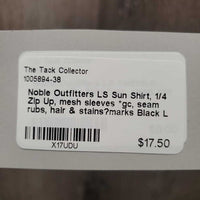 The Tack Collector
1005894-38
Noble Outfitters LS Sun Shirt, 1/4
Zip Up, mesh sleeves *gc, seam
rubs, hair & stains?marks Black L
X17UDU
$17.50